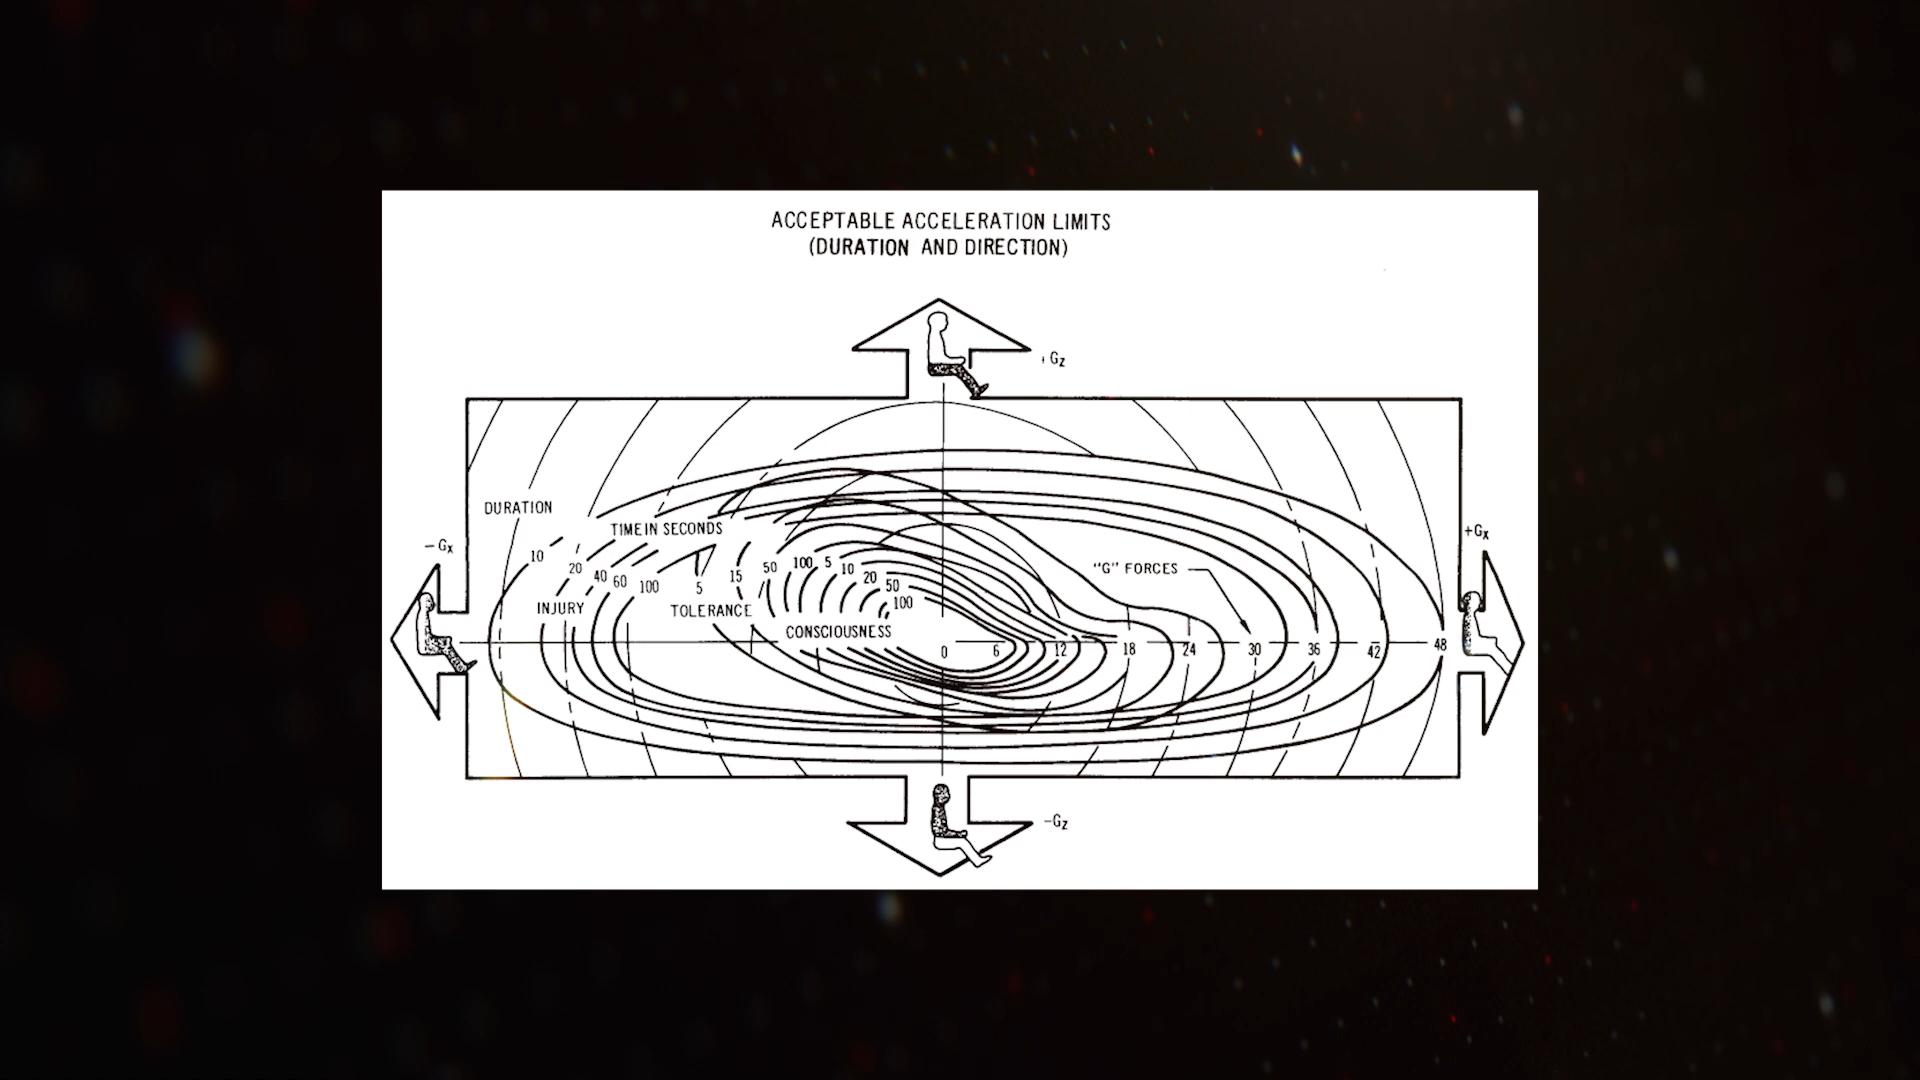 ACCEPTABLE ACCELERATION LIMITS
(DURATION AND DIRECTION)
+Gz
DURATION
TIME IN SECONDS
-Gx
+Gx
10
20
40
60
100
5
15
50
100
5
10
20
50
100
"G" FORCES
INJURY
TOLERANCE
CONSCIOUSNESS
0
6
12
18
24
30
36
42
48
-Gz